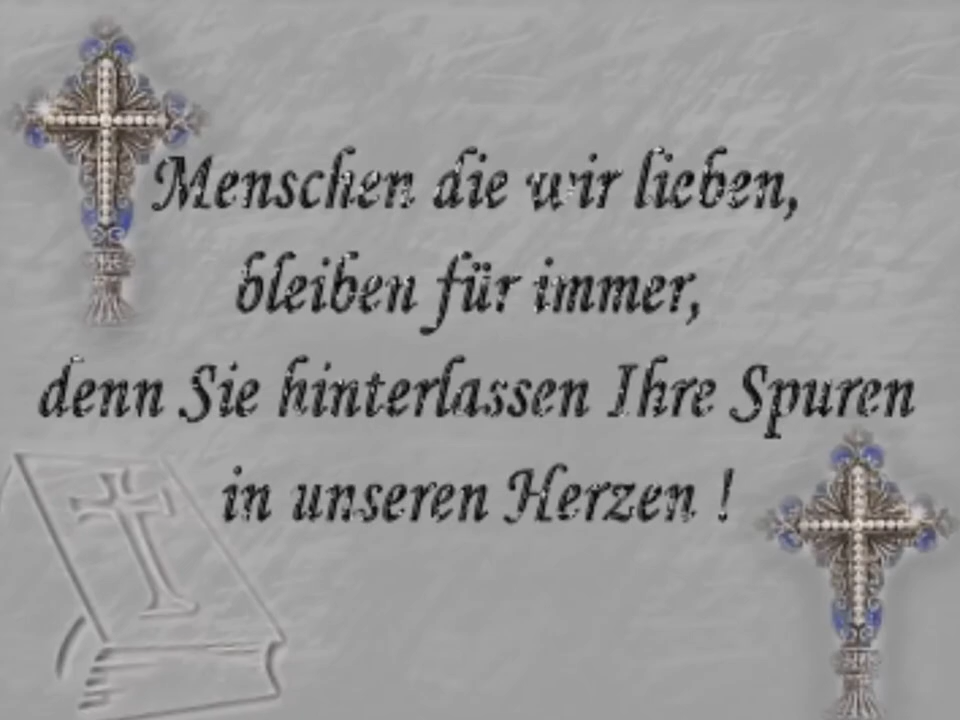 Menschen die wir lieben,
bleiben für immer,
denn Sie hinterlassen Ihre Spuren
in unseren Herzen !